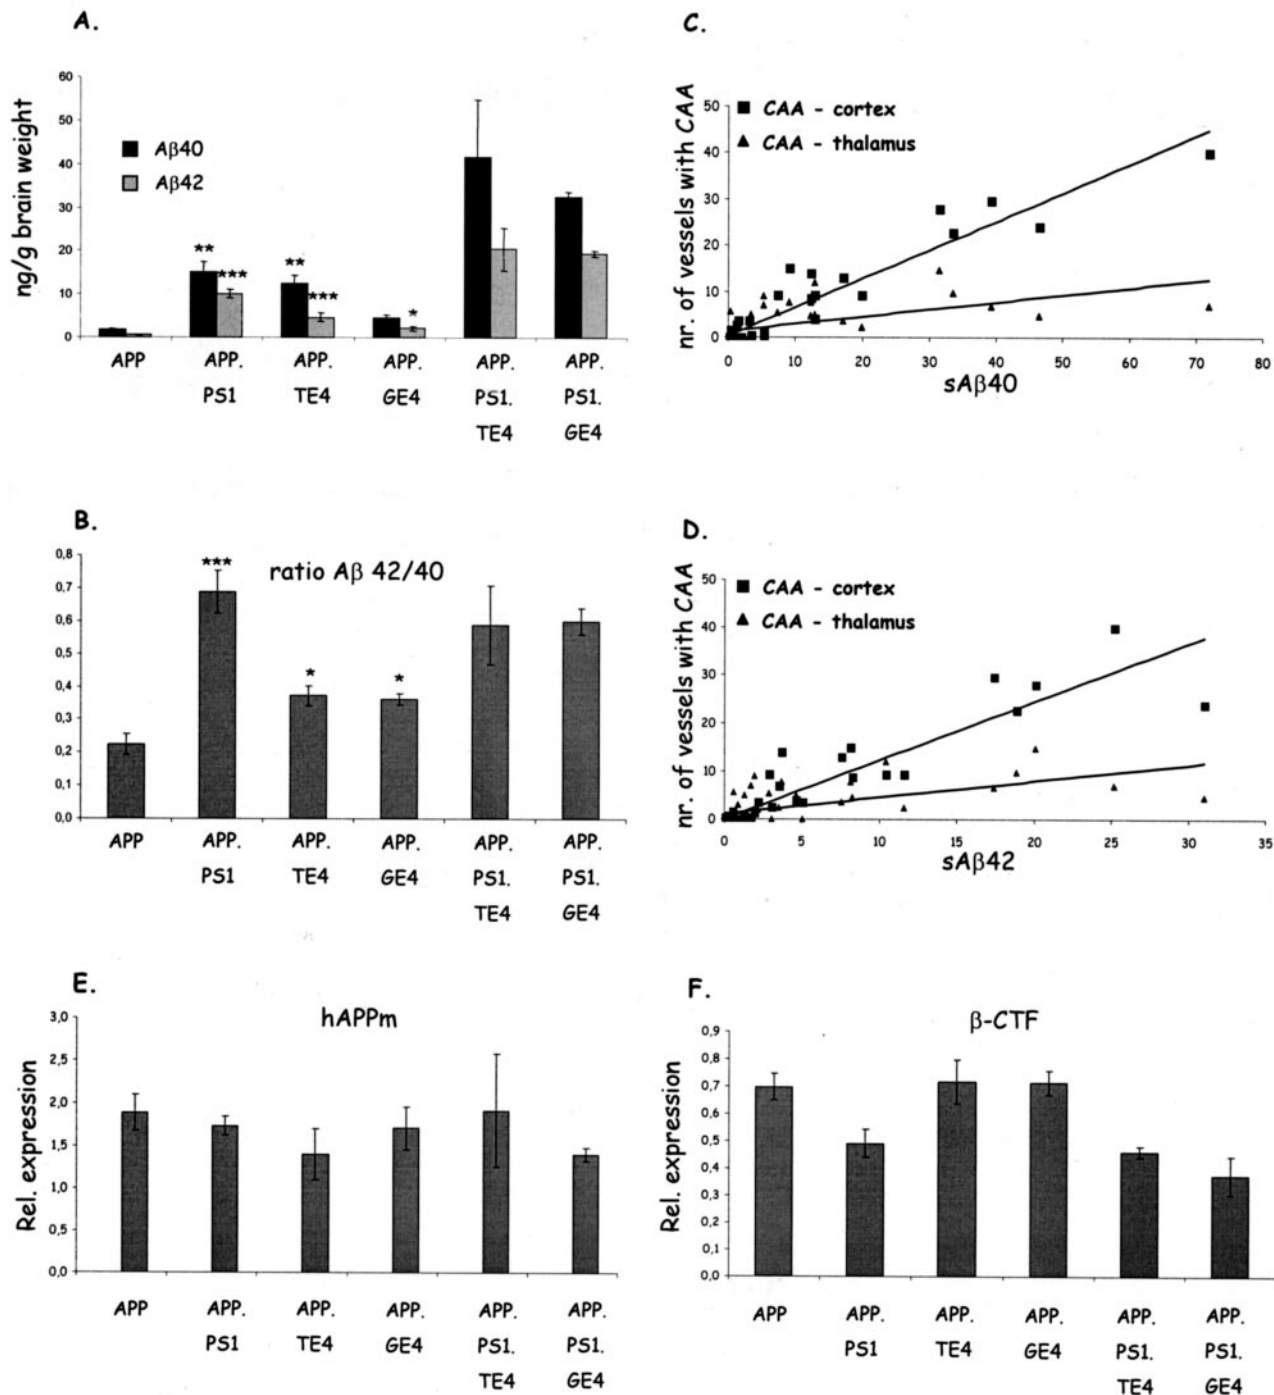 A.
ng/g brain weight
60
50
40
30
20
10
0
Aβ40
Aβ42
**
***
**
***
*
APP APP. APP. APP. APP. APP.
PS1 TE4 GE4 PS1. PS1.
TE4 GE4
C.
nr. of vessels with CAA
50
40
30
20
10
0
CAA - cortex
CAA - thalamus
0 10 20 30 40 50 60 70 80
sAβ40
B.
ratio Aβ 42/40
0,8
0,7
0,6
0,5
0,4
0,3
0,2
0,1
0,0
***
*
*
APP APP. APP. APP. APP. APP.
PS1 TE4 GE4 PS1. PS1.
TE4 GE4
D.
nr. of vessels with CAA
50
40
30
20
10
0
CAA - cortex
CAA - thalamus
0 5 10 15 20 25 30 35
sAβ42
E.
hAPPm
Rel. expression
3,0
2,5
2,0
1,5
1,0
0,5
0,0
APP APP. APP. APP. APP. APP.
PS1 TE4 GE4 PS1. PS1.
TE4 GE4
F.
β-CTF
Rel. expression
0,9
0,8
0,7
0,6
0,5
0,4
0,3
0,2
0,1
0,0
APP APP. APP. APP. APP. APP.
PS1 TE4 GE4 PS1. PS1.
TE4 GE4